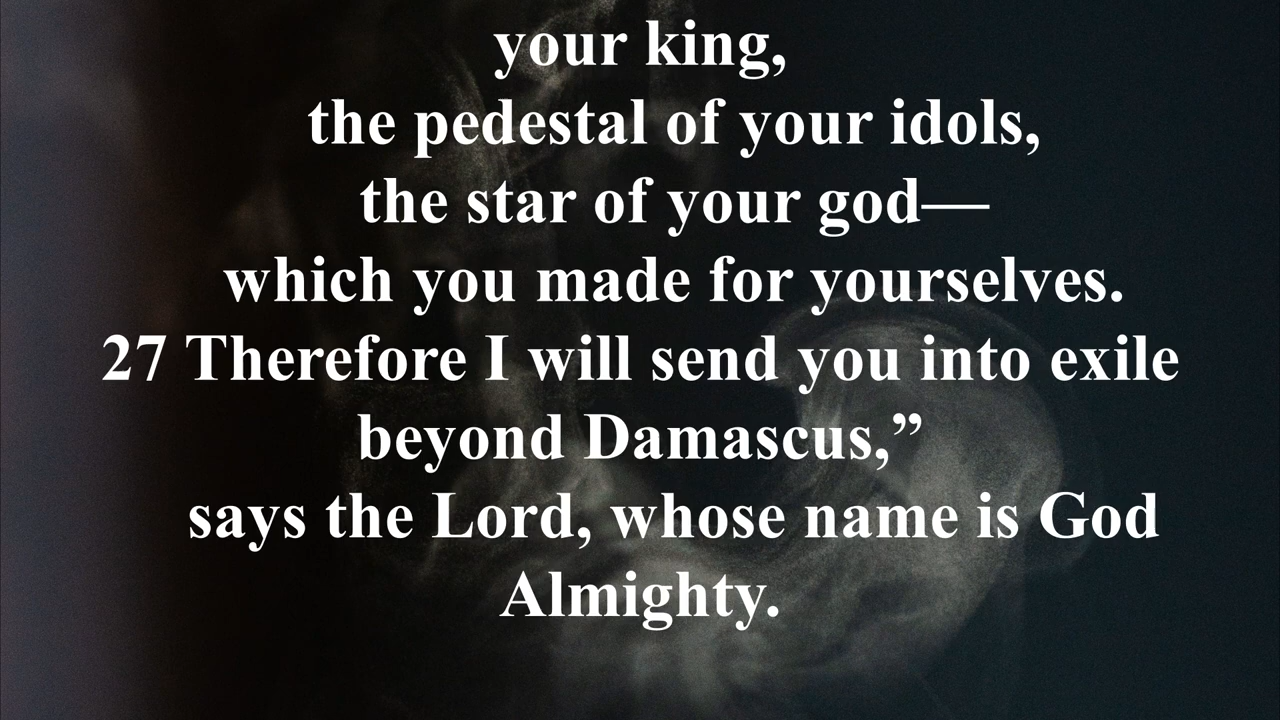 your king,
the pedestal of your idols,
the star of your god—
which you made for yourselves.
27 Therefore I will send you into exile
beyond Damascus,”
says the Lord, whose name is God
Almighty.